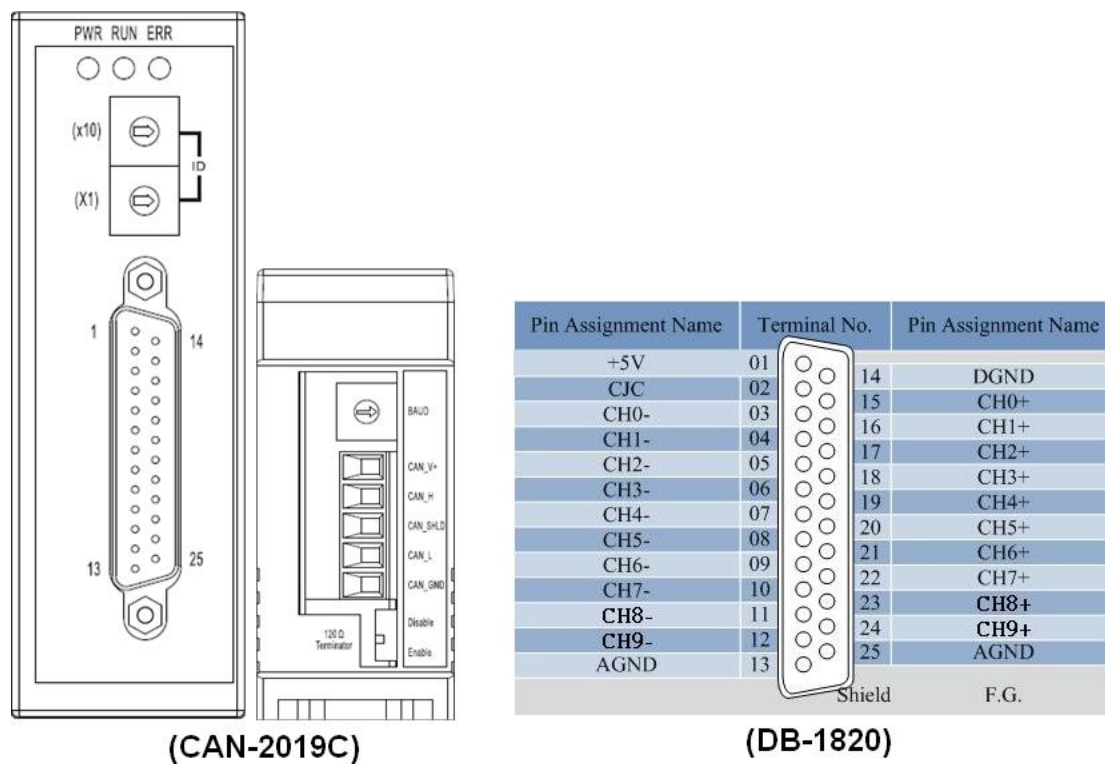 PWR RUN ERR
(x10)
ID
(X1)
1
14
13
25
BAUD
CAN_V+
CAN_H
CAN_SHLD
CAN_L
CAN_GND
Disable
120 Ω
Terminator
Enable
(CAN-2019C)
Pin Assignment Name Terminal No. Pin Assignment Name
+5V 01
14 DGND
CJC 02
15 CH0+
CH0- 03
16 CH1+
CH1- 04
17 CH2+
CH2- 05
18 CH3+
CH3- 06
19 CH4+
CH4- 07
20 CH5+
CH5- 08
21 CH6+
CH6- 09
22 CH7+
CH7- 10
23 CH8+
CH8- 11
24 CH9+
CH9- 12
25 AGND
AGND 13
Shield F.G.
(DB-1820)